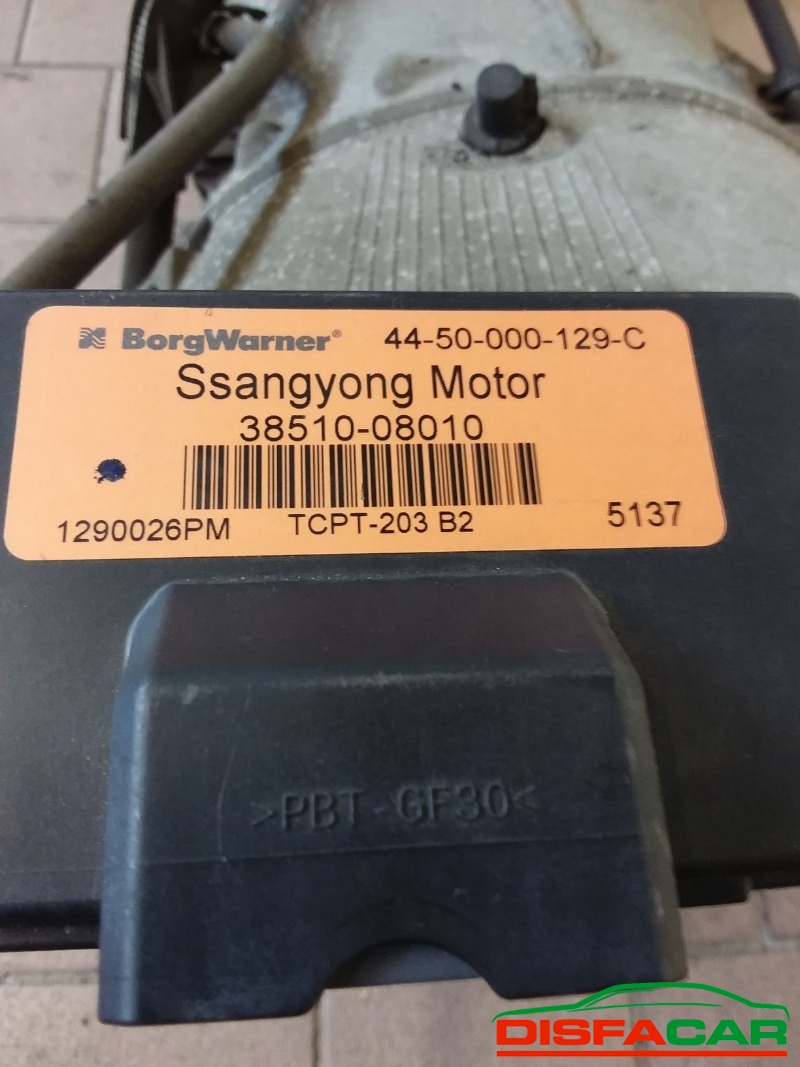 BorgWarner® 44-50-000-129-C
Ssangyong Motor
38510-08010
1290026PM TCPT-203 B2 5137
>PBT-GF30<
DISFACAR